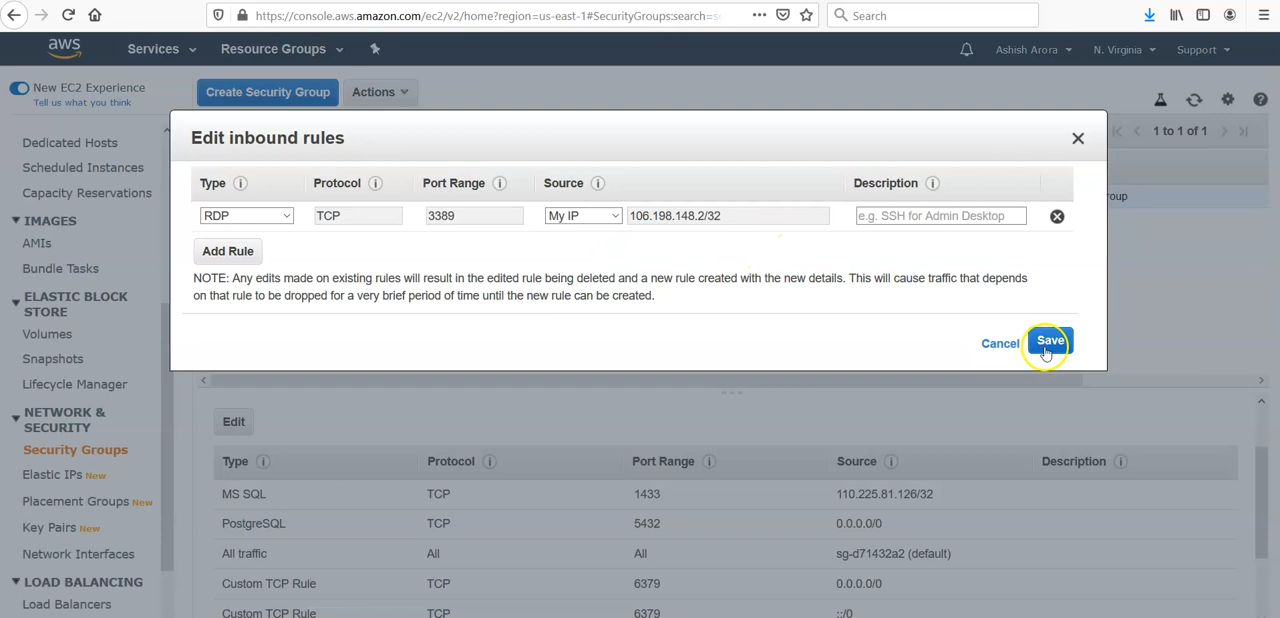 https://console.aws.amazon.com/ec2/v2/home?region=us-east-1#SecurityGroups:search=s
Search
aws
Services
Resource Groups
Ashish Arora
N. Virginia
Support
New EC2 Experience
Tell us what you think
Create Security Group
Actions
1 to 1 of 1
Dedicated Hosts
Scheduled Instances
Capacity Reservations
IMAGES
AMIs
Bundle Tasks
ELASTIC BLOCK
STORE
Volumes
Snapshots
Lifecycle Manager
NETWORK &
SECURITY
Security Groups
Elastic IPs New
Placement Groups New
Key Pairs New
Network Interfaces
LOAD BALANCING
Load Balancers
Edit inbound rules
Type Protocol Port Range Source Description
RDP TCP 3389 My IP 106.198.148.2/32 e.g. SSH for Admin Desktop
Add Rule
NOTE: Any edits made on existing rules will result in the edited rule being deleted and a new rule created with the new details. This will cause traffic that depends
on that rule to be dropped for a very brief period of time until the new rule can be created.
Cancel
Save
roup
Edit
Type Protocol Port Range Source Description
MS SQL TCP 1433 110.225.81.126/32
PostgreSQL TCP 5432 0.0.0.0/0
All traffic All All sg-d71432a2 (default)
Custom TCP Rule TCP 6379 0.0.0.0/0
Custom TCP Rule TCP 6379 ::/0